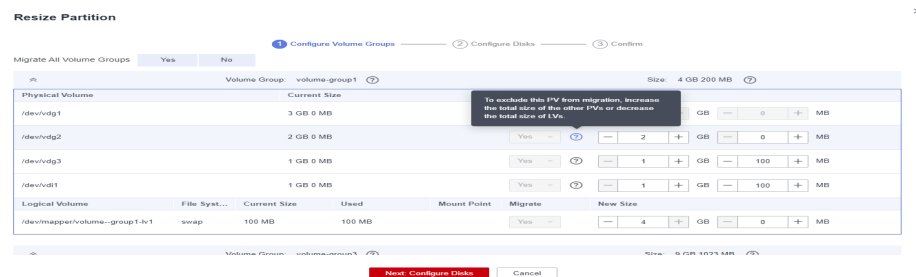 Resize Partition
1 Configure Volume Groups 2 Configure Disks 3 Confirm
Migrate All Volume Groups Yes No
Volume Group: volume-group1 ? Size: 4 GB 200 MB ?
Physical Volume Current Size
To exclude this PV from migration, increase
the total size of the other PVs or decrease
the total size of LVs.
/dev/vdg1 3 GB 0 MB GB — 0 + MB
/dev/vdg2 2 GB 0 MB Yes ? — 2 + GB — 0 + MB
/dev/vdg3 1 GB 0 MB Yes ? — 1 + GB — 100 + MB
/dev/vdi1 1 GB 0 MB Yes ? — 1 + GB — 100 + MB
Logical Volume File Syst... Current Size Used Mount Point Migrate New Size
/dev/mapper/volume--group1-lv1 swap 100 MB 100 MB Yes — 4 + GB — 0 + MB
Volume Group: volume-group3 ? Size: 9 GB 1023 MB ?
Next: Configure Disks Cancel